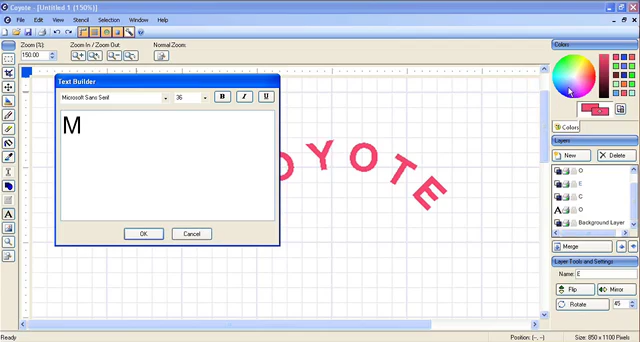 Coyote - [Untitled 1 (150%)]
File Edit View Design Tools Window Help
Zoom [%] Zoom In / Zoom Out Normal Zoom:
150.00
Text Builder
Microsoft Sans Serif 36 B I U
M
OK Cancel
OYOTE
Colors
Colors
Layers
New Delete
O
E
C
O
Background Layer
Merge
Layer Tools and Settings
Name: E
Flip Mirror
Rotate 45
Ready Position: (-, -) Size: 850 x 1100 Pixels